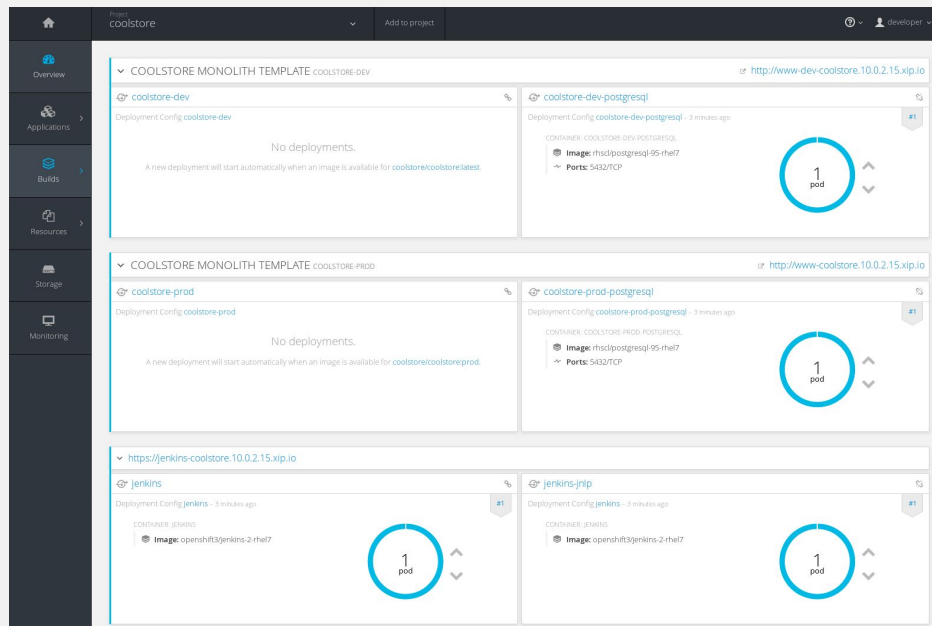 Project
coolstore
Add to project
developer
Overview
Applications
Builds
Resources
Storage
Monitoring
COOLSTORE MONOLITH TEMPLATE COOLSTORE-DEV
http://www-dev-coolstore.10.0.2.15.xip.io
coolstore-dev
Deployment Config coolstore-dev
No deployments.
A new deployment will start automatically when an image is available for coolstore/coolstore:latest.
coolstore-dev-postgresql
Deployment Config coolstore-dev-postgresql - 3 minutes ago
#1
CONTAINER: COOLSTORE-DEV-POSTGRESQL
Image: rhscl/postgresql-95-rhel7
Ports: 5432/TCP
1
pod
COOLSTORE MONOLITH TEMPLATE COOLSTORE-PROD
http://www-coolstore.10.0.2.15.xip.io
coolstore-prod
Deployment Config coolstore-prod
No deployments.
A new deployment will start automatically when an image is available for coolstore/coolstore:prod.
coolstore-prod-postgresql
Deployment Config coolstore-prod-postgresql - 3 minutes ago
#1
CONTAINER: COOLSTORE-PROD-POSTGRESQL
Image: rhscl/postgresql-95-rhel7
Ports: 5432/TCP
1
pod
https://jenkins-coolstore.10.0.2.15.xip.io
jenkins
Deployment Config jenkins - 3 minutes ago
#1
CONTAINER: JENKINS
Image: openshift3/jenkins-2-rhel7
1
pod
jenkins-jnlp
Deployment Config jenkins - 3 minutes ago
#1
CONTAINER: JENKINS
Image: openshift3/jenkins-2-rhel7
1
pod